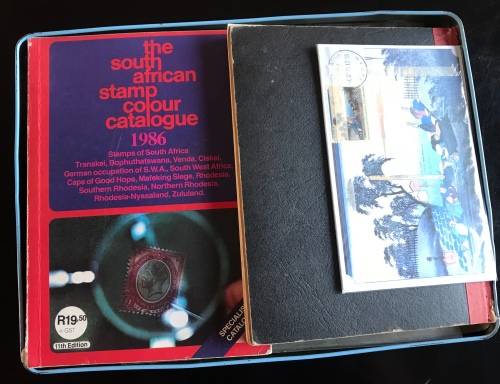 the
south
african
stamp
colour
catalogue
1986
Stamps of South Africa
Transkei, Bophuthatswana, Venda, Ciskei,
German occupation of S.W.A., South West Africa,
Cape of Good Hope, Mafeking Siege, Rhodesia,
Southern Rhodesia, Northern Rhodesia,
Rhodesia-Nyasaland, Zululand.
R19.50
+ GST
11th Edition